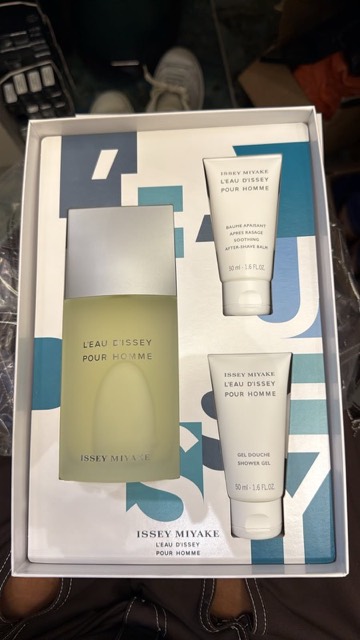 ISSEY MIYAKE
L'EAU D'ISSEY
POUR HOMME
BAUME APAISANT
APRÈS RASAGE
SOOTHING
AFTER-SHAVE BALM
50 ml - 1.6 FL.OZ.
L'EAU D'ISSEY
POUR HOMME
ISSEY MIYAKE
ISSEY MIYAKE
L'EAU D'ISSEY
POUR HOMME
GEL DOUCHE
SHOWER GEL
50 ml - 1.6 FL.OZ.
ISSEY MIYAKE
L'EAU D'ISSEY
POUR HOMME